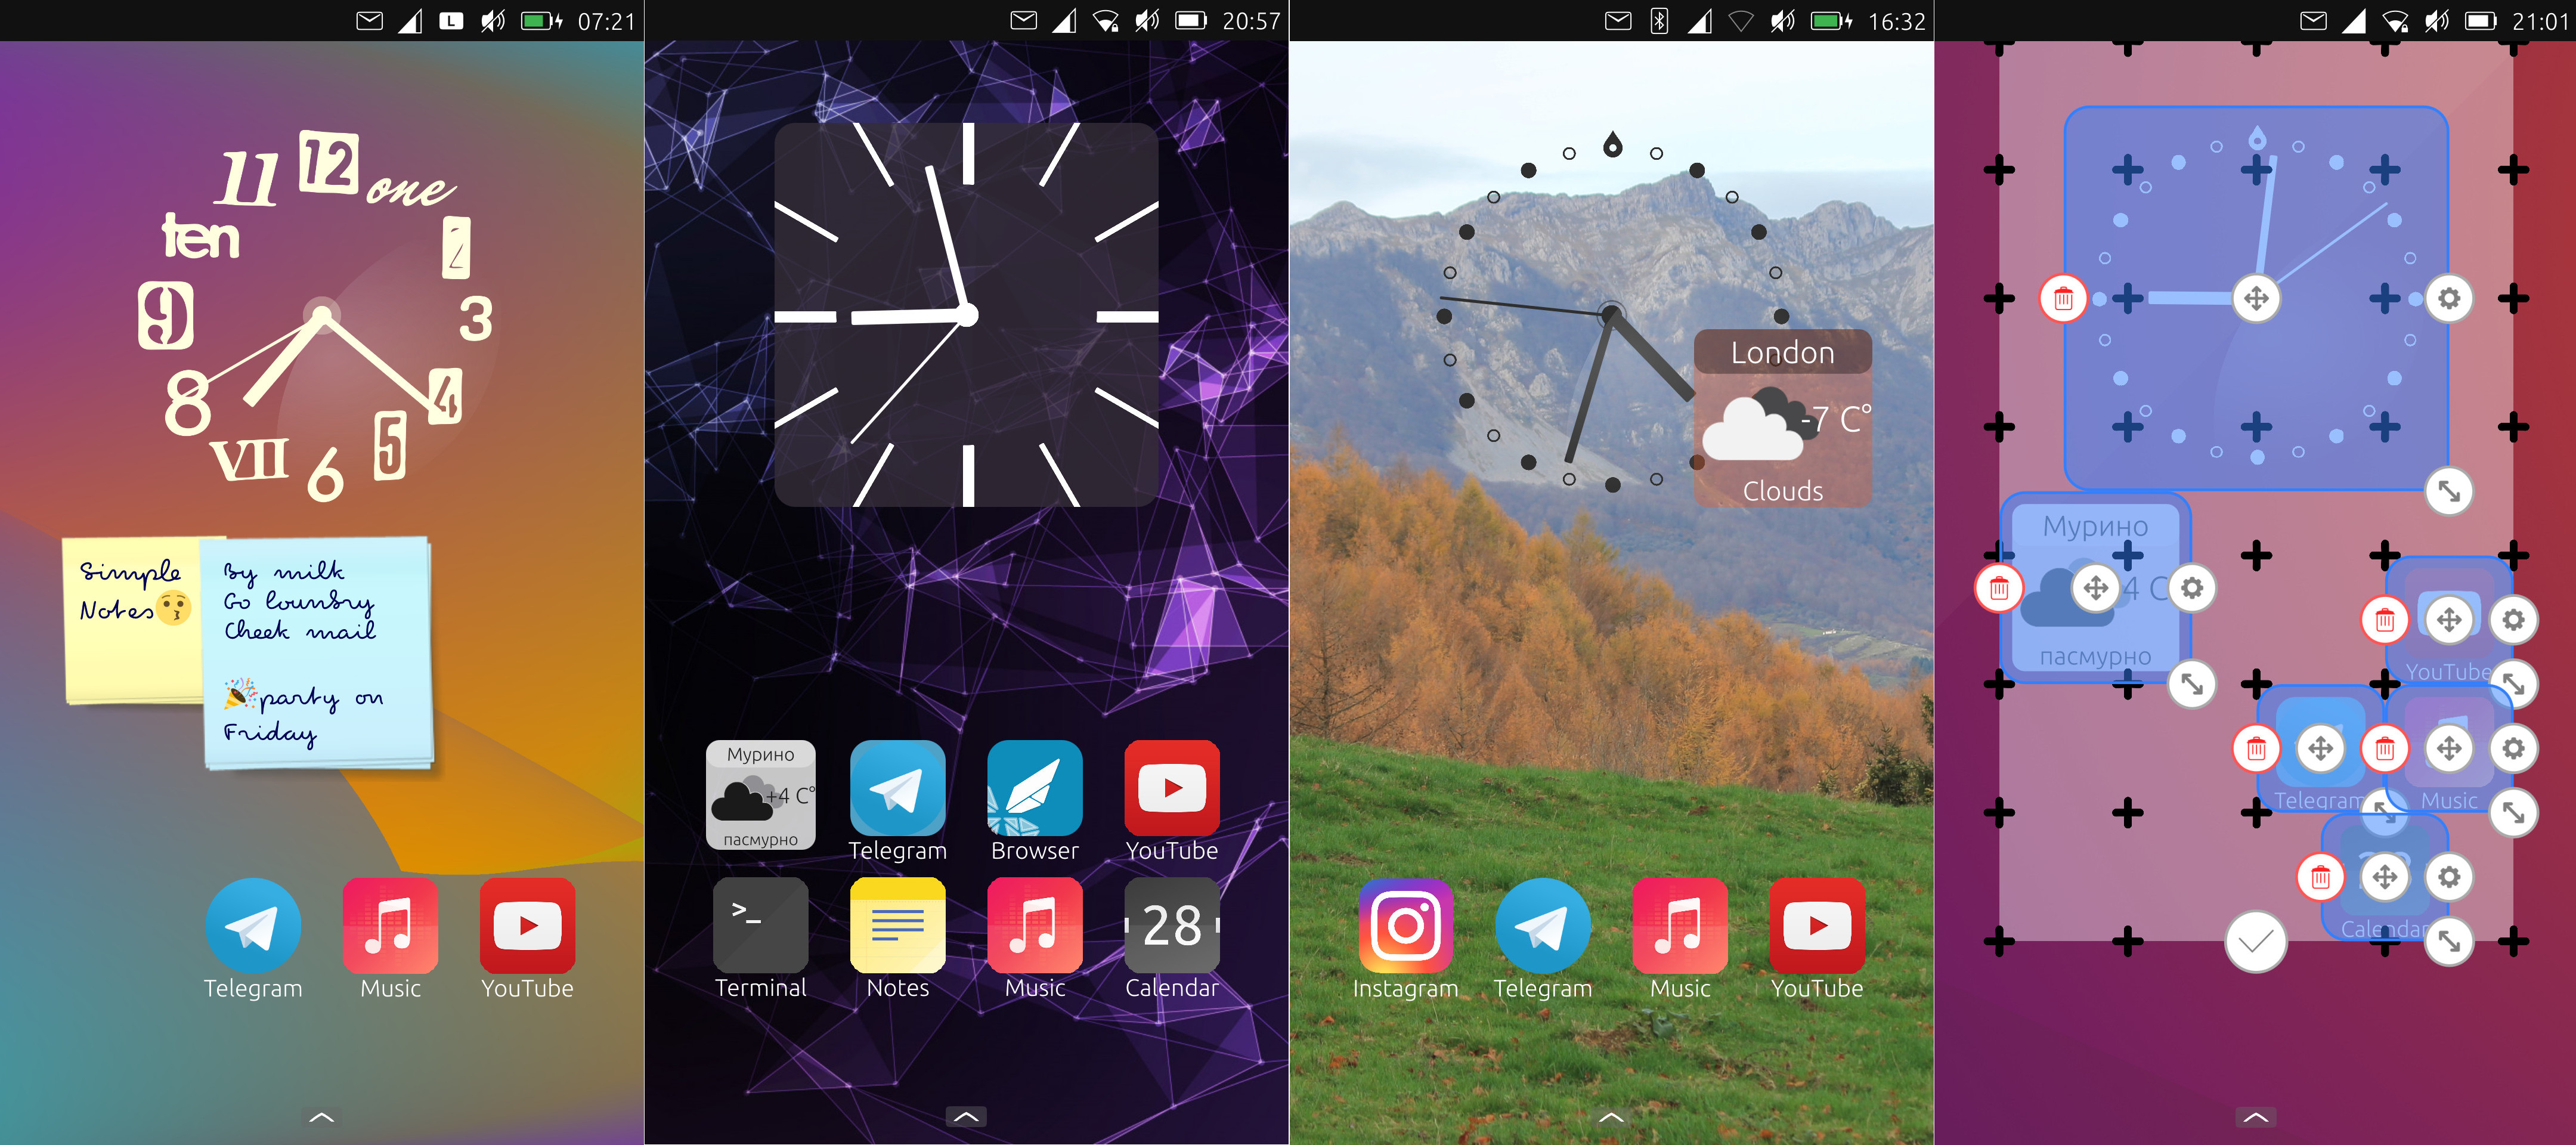 L
07:21
11
12
one
ten
2
9
3
8
4
VII
6
5
Simple
Notes😗
By milk
Go loundry
Cheek mail
🎉party on
Friday
Telegram
Music
YouTube
20:57
Мурино
+4 C°
пасмурно
Telegram
Browser
YouTube
>_
28
Terminal
Notes
Music
Calendar
16:32
London
-7 C°
Clouds
Instagram
Telegram
Music
YouTube
21:01
Мурино
4 C
пасмурно
YouTube
Telegram
Music
Calendar